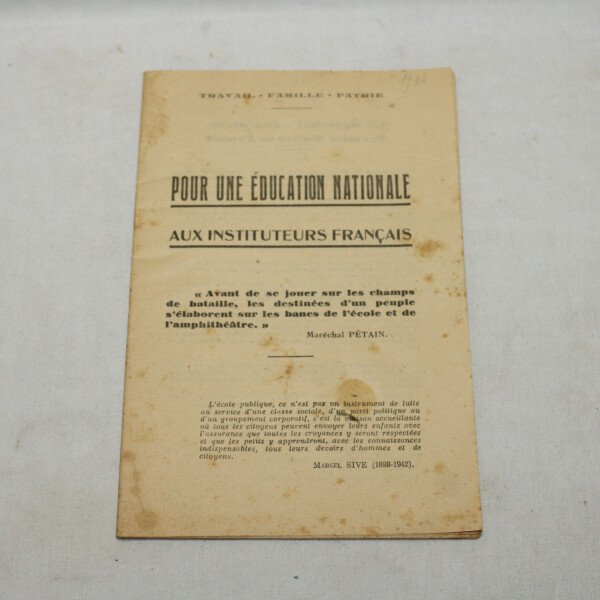 TRAVAIL - FAMILLE - PATRIE
POUR UNE ÉDUCATION NATIONALE
AUX INSTITUTEURS FRANÇAIS
« Avant de se jouer sur les champs
de bataille, les destinées d'un peuple
s'élaborent sur les bancs de l'école et de
l'amphithéâtre. »
Maréchal PÉTAIN.
L'école publique, ce n'est pas un instrument de lutte
au service d'une classe sociale, d'un parti politique ou
d'un groupement corporatif, c'est la maison accueillante
où tous les citoyens peuvent envoyer leurs enfants avec
l'assurance que toutes les croyances y seront respectées
et que les petits y apprendront, avec les connaissances
indispensables, tous leurs devoirs d'hommes et de
citoyens.
MARCEL SIVE (1893-1942).